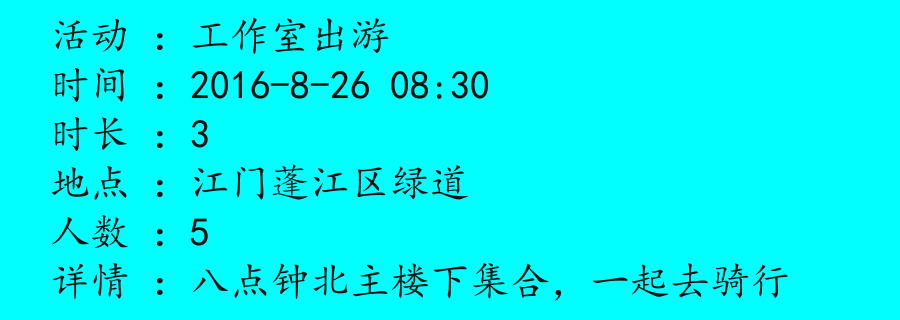 活动 ：工作室出游
时间 ：2016-8-26 08:30
时长 ：3
地点 ：江门蓬江区绿道
人数 ：5
详情 ：八点钟北主楼下集合，一起去骑行